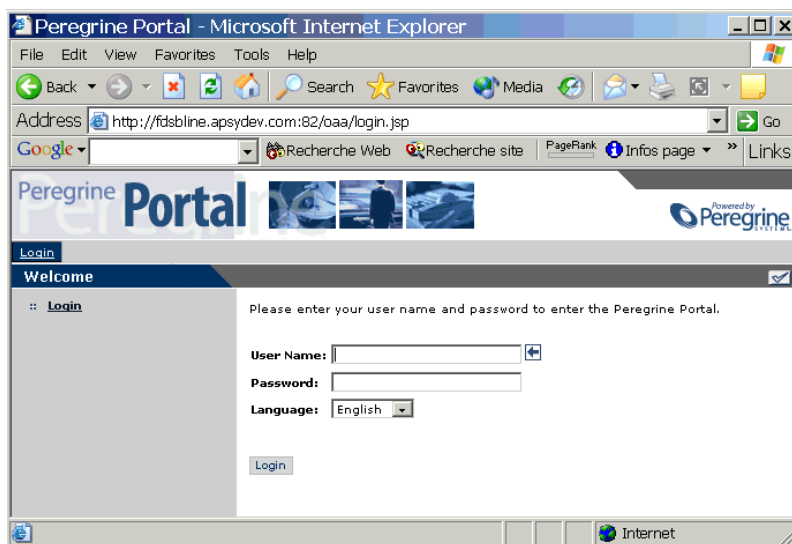 Peregrine Portal - Microsoft Internet Explorer
File Edit View Favorites Tools Help
Back Search Favorites Media
Address http://fdsbline.apsydev.com:82/oaa/login.jsp Go
Google Recherche Web Recherche site PageRank Infos page » Links
Peregrine Portal Powered by Peregrine SYSTEMS
Login
Welcome
:: Login
Please enter your user name and password to enter the Peregrine Portal.
User Name:
Password:
Language: English
Login
Internet